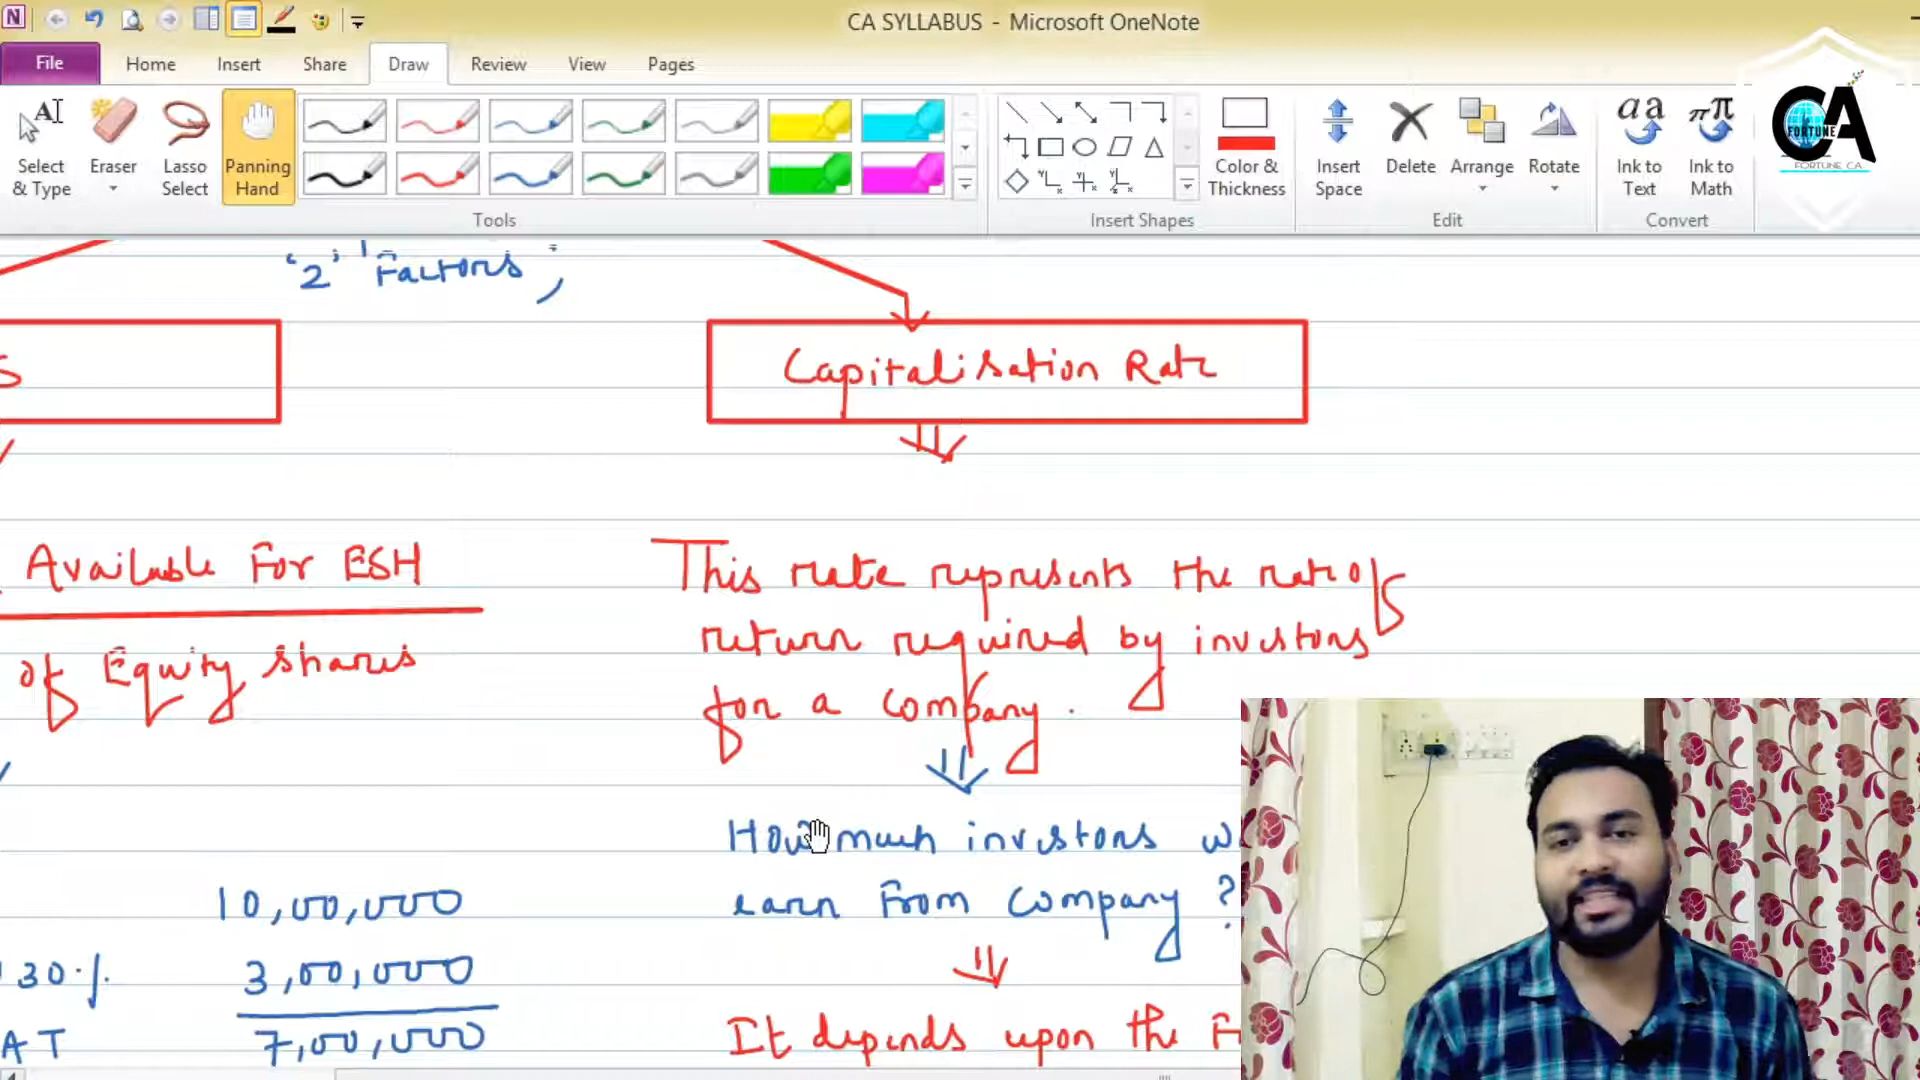 CA SYLLABUS - Microsoft OneNote
File Home Insert Share Draw Review View Pages
Select & Type
Eraser
Lasso Select
Panning Hand
Color & Thickness
Insert Space
Delete
Arrange
Rotate
Ink to Text
Ink to Math
Tools
Insert Shapes
Edit
Convert
CA
FORTUNE
FORTUNE CA
'2' Factors ;
S
Capitalisation Rate
Available For ESH
of Equity shares
This rate represents the rate of
return required by investors
for a company.
How much investors w
earn From company ?
It depends upon the F
10,00,000
30%
3,00,000
AT
7,00,000